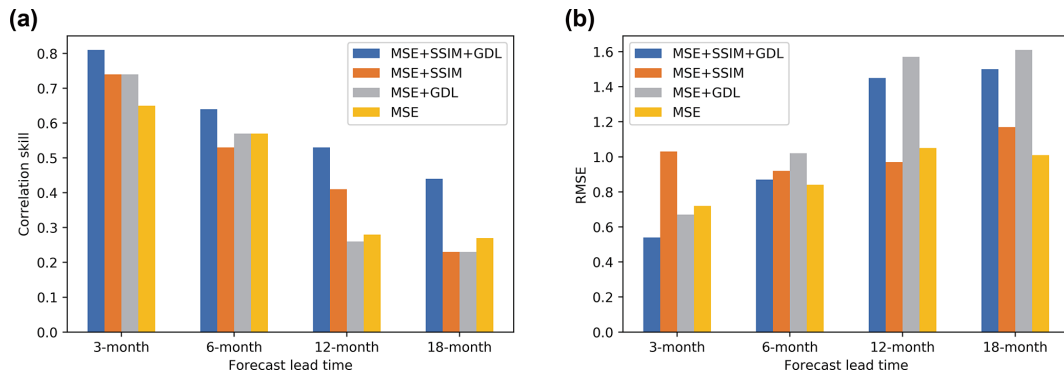 (a)
Correlation skill
0.8
0.7
0.6
0.5
0.4
0.3
0.2
0.1
0.0
MSE+SSIM+GDL
MSE+SSIM
MSE+GDL
MSE
3-month 6-month 12-month 18-month
Forecast lead time
(b)
RMSE
1.6
1.4
1.2
1.0
0.8
0.6
0.4
0.2
0.0
MSE+SSIM+GDL
MSE+SSIM
MSE+GDL
MSE
3-month 6-month 12-month 18-month
Forecast lead time